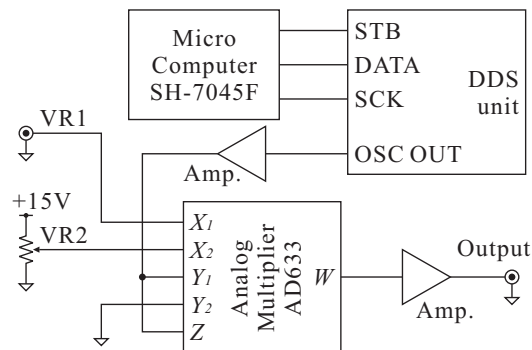 Micro
Computer
SH-7045F
STB
DATA
SCK
OSC OUT
DDS
unit
VR1
Amp.
+15V
VR2
X1
X2
Y1
Y2
Z
Analog
Multiplier
AD633
W
Output
Amp.